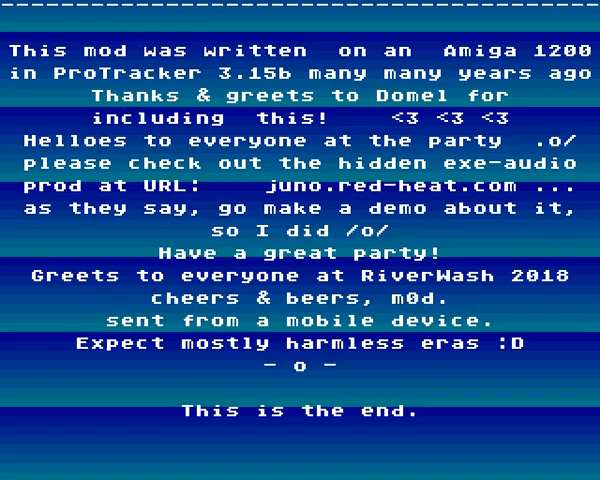 This mod was written  on an  Amiga 1200
in ProTracker 3.15b many many years ago
Thanks & greets to Domel for
including  this!    <3 <3 <3
Helloes to everyone at the party  .o/
please check out the hidden exe-audio
prod at URL:    juno.red-heat.com ...
as they say, go make a demo about it,
so I did /o/
Have a great party!
Greets to everyone at RiverWash 2018
cheers & beers, m0d.
sent from a mobile device.
Expect mostly harmless eras :D
- o -
This is the end.